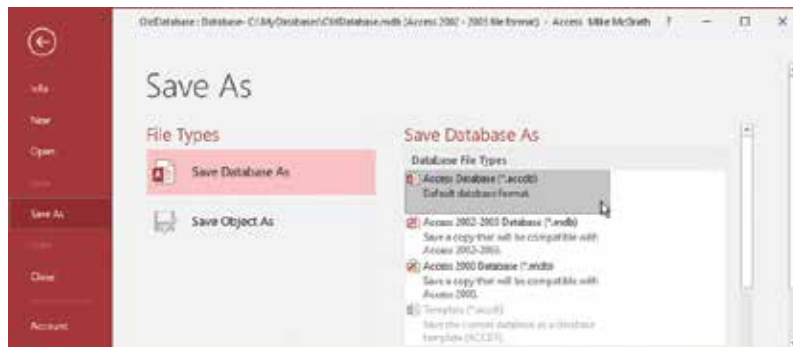 OldDatabase : Database- C:\MyDatabases\OldDatabase.mdb (Access 2002 - 2003 file format) - Access Mike McGrath ?
Info
New
Open
Save
Save As
Print
Close
Account
Save As
File Types
Save Database As
Save Object As
Save Database As
Database File Types
Access Database (*.accdb)
Default database format.
Access 2002-2003 Database (*.mdb)
Save a copy that will be compatible with
Access 2002-2003.
Access 2000 Database (*.mdb)
Save a copy that will be compatible with
Access 2000.
Template (*.accdt)
Save the current database as a database
template (ACCDT).